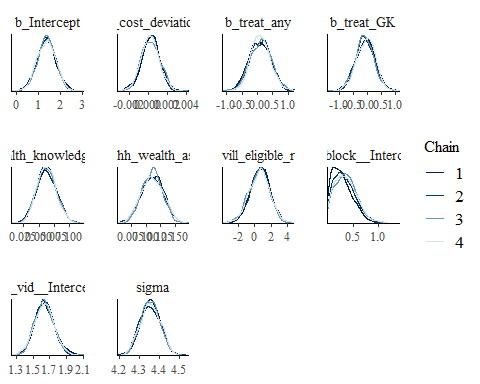 b_Intercept
_cost_deviatic
b_treat_any
b_treat_GK
0 1 2 3
-0.002 0.000 0.002 0.004
-1.0 -0.5 0.0 0.5 1.0
-1.0 -0.5 0.0 0.5 1.0
lth_knowledg
hh_wealth_as
vill_eligible_r
block__Interc
0.025 0.050 0.075 0.100
0.075 0.100 0.125 0.150
-2 0 2 4
0.5 1.0
_vid__Interce
sigma
1.3 1.5 1.7 1.9 2.1
4.2 4.3 4.4 4.5
Chain
1
2
3
4